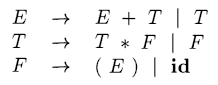 E → E + T | T
T → T ∗ F | F
F → ( E ) | id